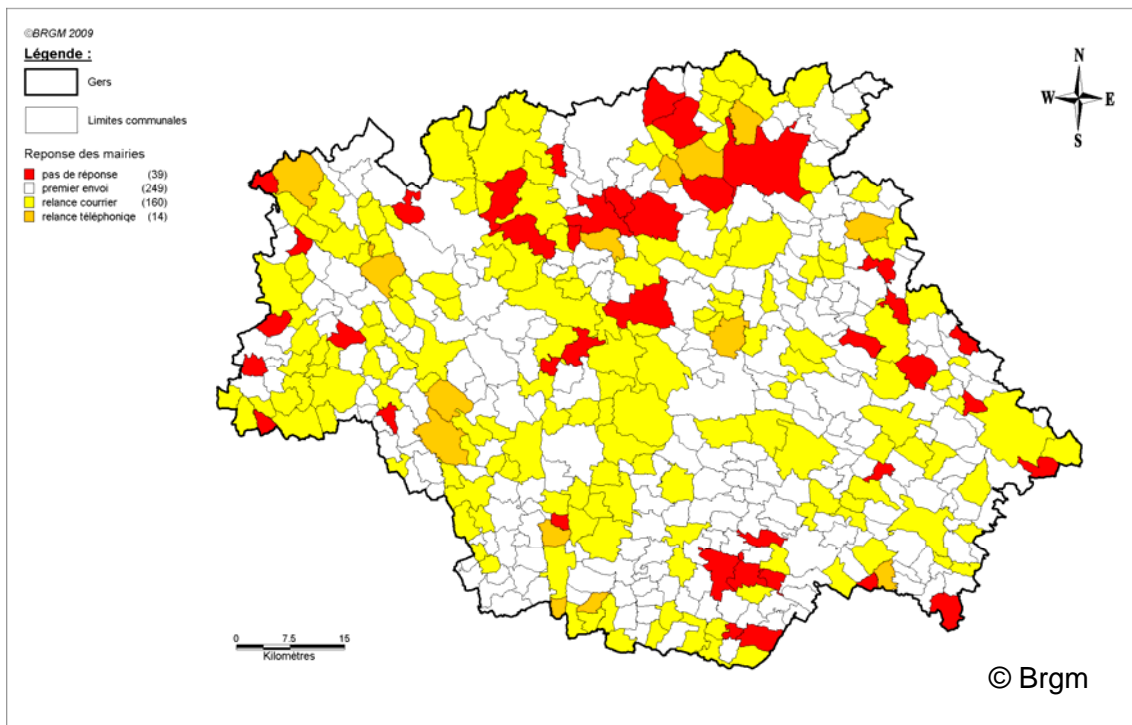 ©BRGM 2009
Légende :
Gers
Limites communales
Reponse des mairies
pas de réponse (39)
premier envoi (249)
relance courrier (160)
relance téléphoniqe (14)
N
W E
S
0 7.5 15
Kilomètres
© Brgm